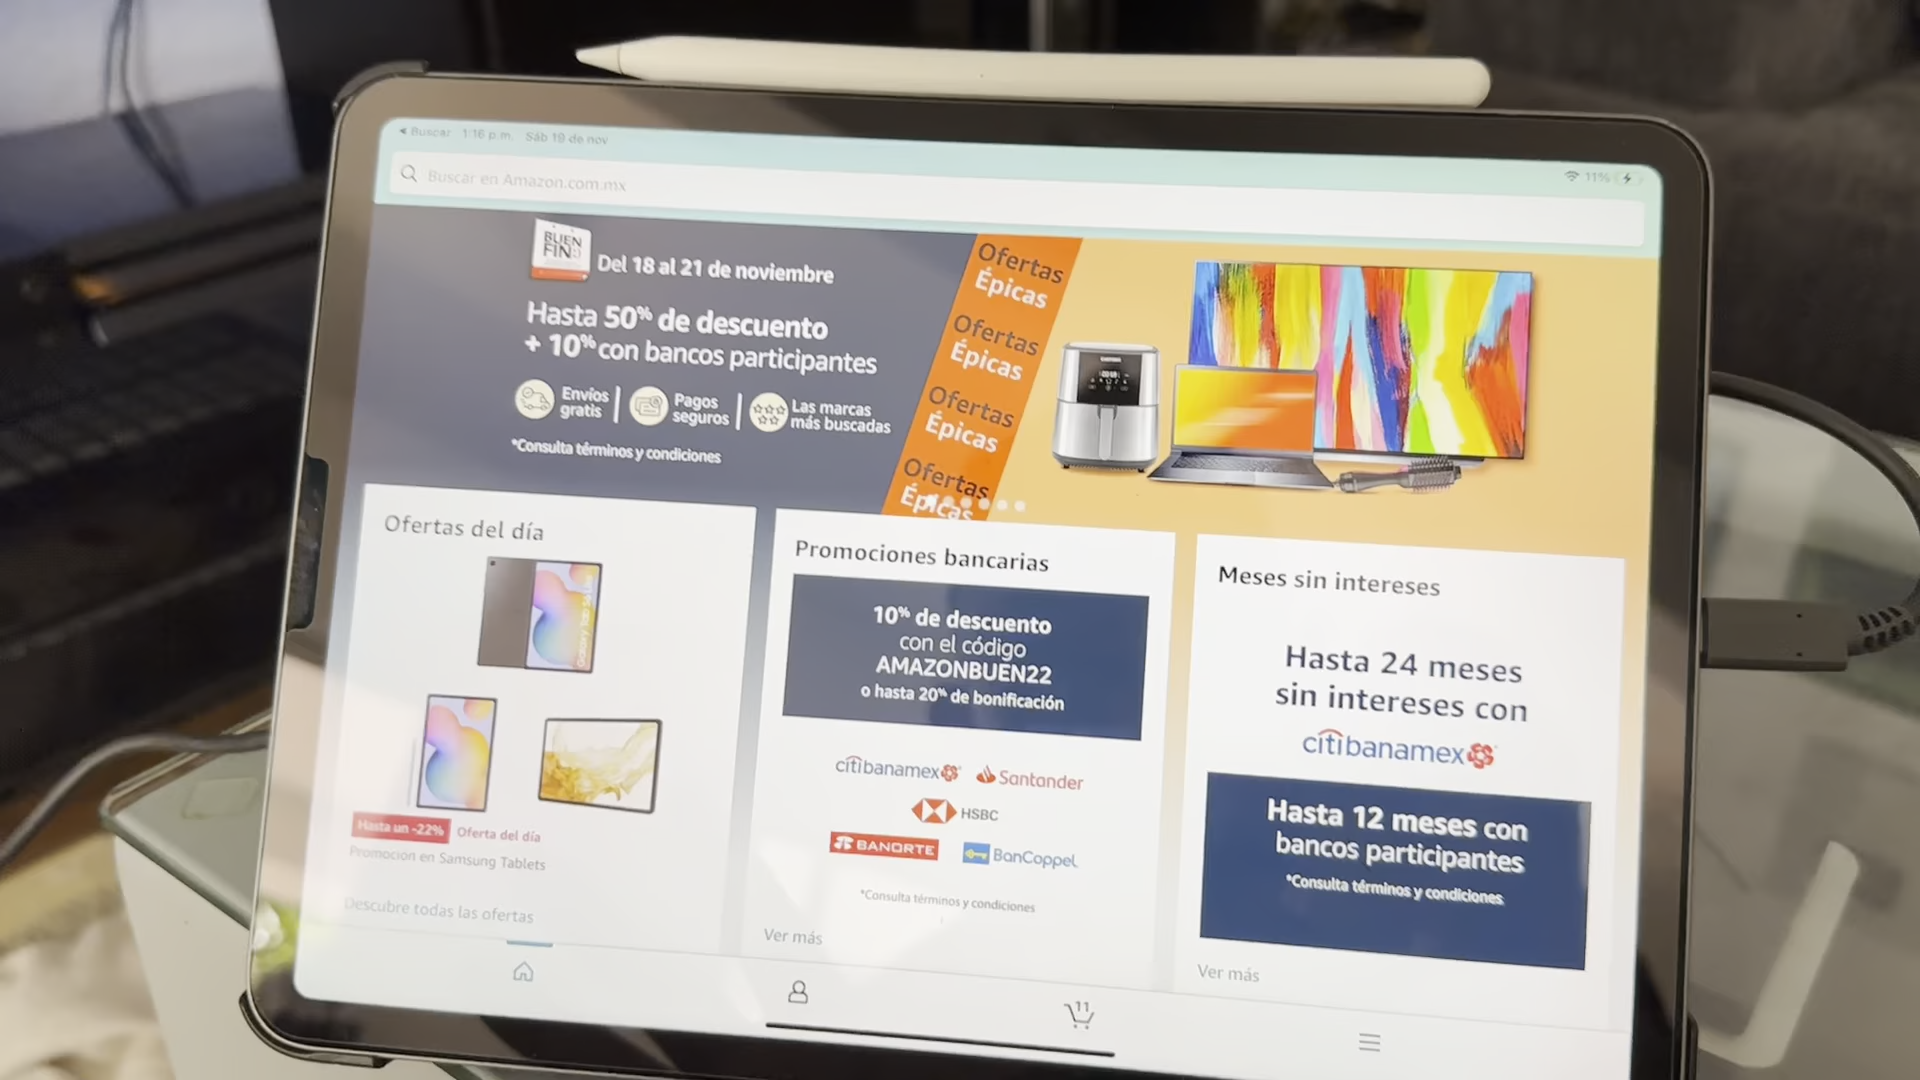 Buscar 1:16 p.m. Sáb 19 de nov
11%
Buscar en Amazon.com.mx
BUEN
FIN
Del 18 al 21 de noviembre
Hasta 50% de descuento
+ 10% con bancos participantes
Envíos
gratis
Pagos
seguros
Las marcas
más buscadas
*Consulta términos y condiciones
Ofertas
Épicas
Ofertas
Épicas
Ofertas
Épicas
Ofertas
Épicas
Ofertas del día
Galaxy Tab S6 Lite
Hasta un -22% Oferta del día
Promoción en Samsung Tablets
Descubre todas las ofertas
Promociones bancarias
10% de descuento
con el código
AMAZONBUEN22
o hasta 20% de bonificación
citibanamex Santander
HSBC
BANORTE BanCoppel
*Consulta términos y condiciones
Ver más
Meses sin intereses
Hasta 24 meses
sin intereses con
citibanamex
Hasta 12 meses con
bancos participantes
*Consulta términos y condiciones
Ver más
11